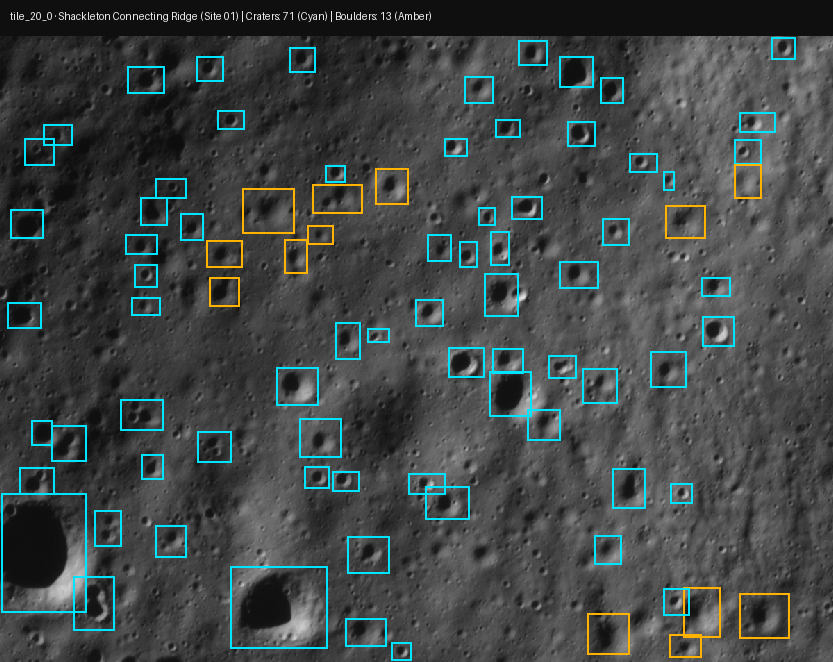 tile_20_0 · Shackleton Connecting Ridge (Site 01) | Craters: 71 (Cyan) | Boulders: 13 (Amber)